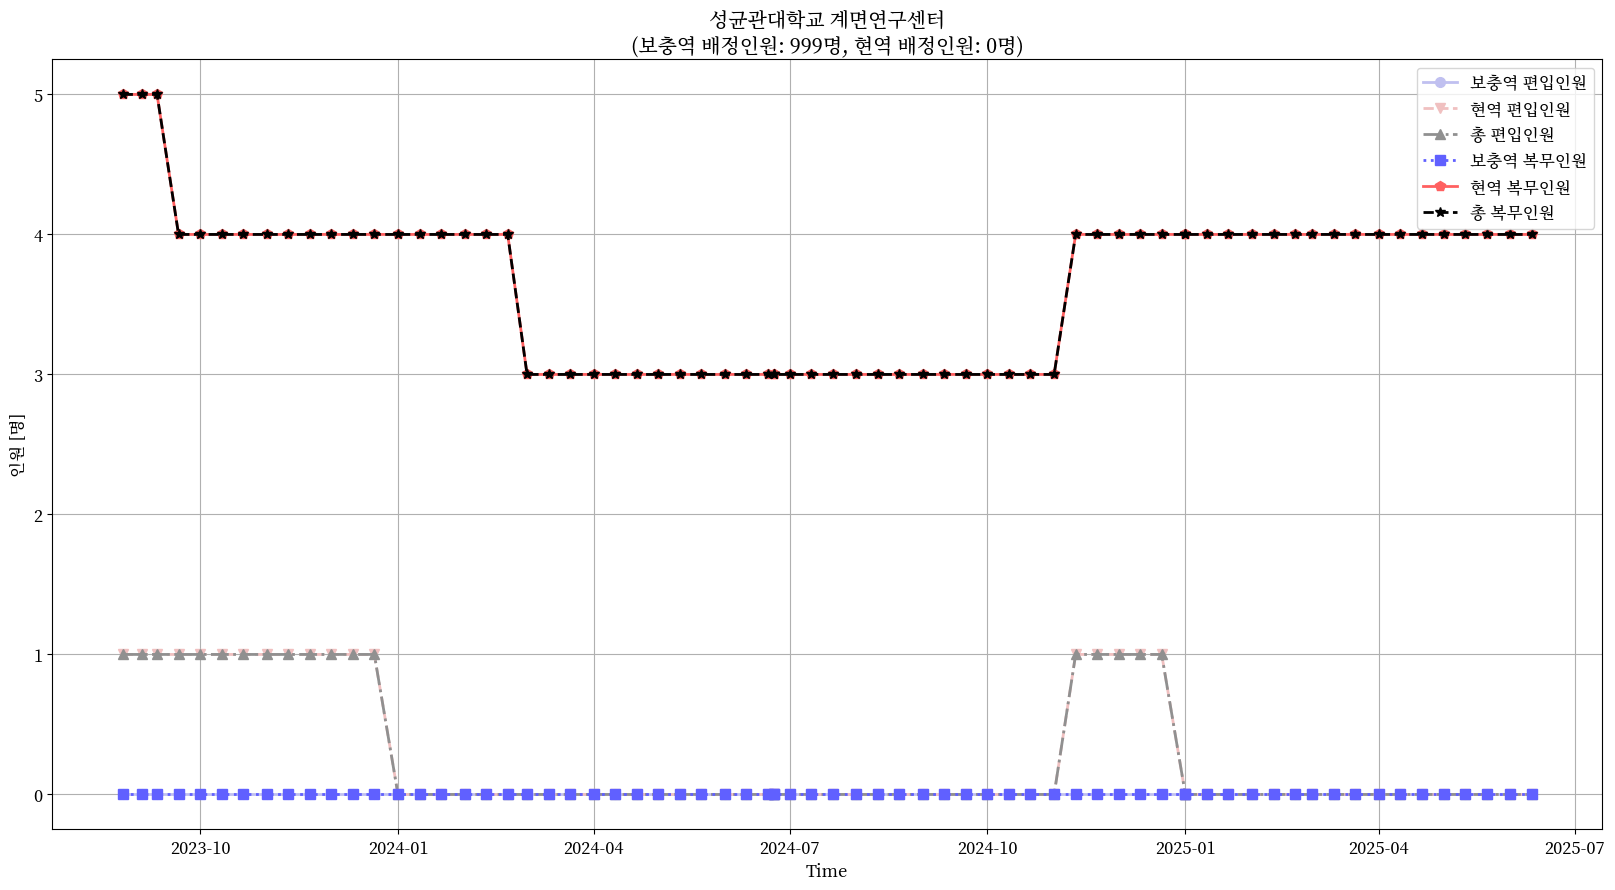 성균관대학교 계면연구센터
(보충역 배정인원: 999명, 현역 배정인원: 0명)
보충역 편입인원
현역 편입인원
총 편입인원
보충역 복무인원
현역 복무인원
총 복무인원
인원 [명]
5
4
3
2
1
0
2023-10
2024-01
2024-04
2024-07
2024-10
2025-01
2025-04
2025-07
Time